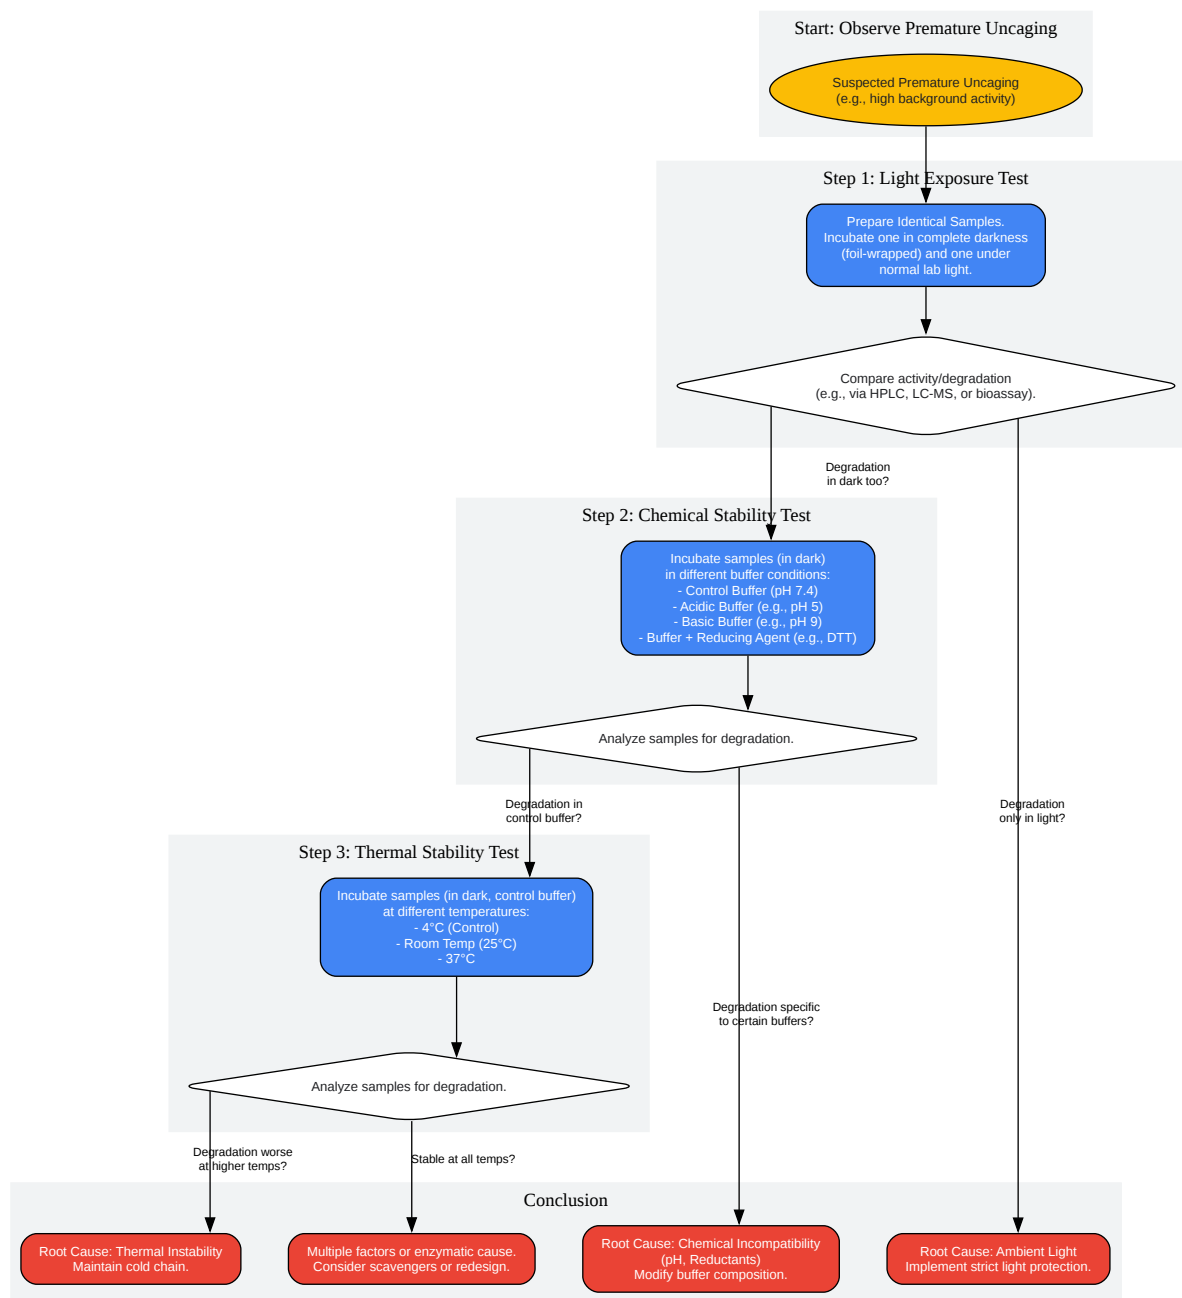 Start: Observe Premature Uncaging
Suspected Premature Uncaging
(e.g., high background activity)
Step 1: Light Exposure Test
Prepare Identical Samples.
Incubate one in complete darkness
(foil-wrapped) and one under
normal lab light.
Compare activity/degradation
(e.g., via HPLC, LC-MS, or bioassay).
Degradation
in dark too?
Step 2: Chemical Stability Test
Incubate samples (in dark)
in different buffer conditions:
- Control Buffer (pH 7.4)
- Acidic Buffer (e.g., pH 5)
- Basic Buffer (e.g., pH 9)
- Buffer + Reducing Agent (e.g., DTT)
Analyze samples for degradation.
Degradation in
control buffer?
Degradation
only in light?
Step 3: Thermal Stability Test
Incubate samples (in dark, control buffer)
at different temperatures:
- 4°C (Control)
- Room Temp (25°C)
- 37°C
Degradation specific
to certain buffers?
Analyze samples for degradation.
Degradation worse
at higher temps?
Stable at all temps?
Conclusion
Root Cause: Thermal Instability
Maintain cold chain.
Multiple factors or enzymatic cause.
Consider scavengers or redesign.
Root Cause: Chemical Incompatibility
(pH, Reductants)
Modify buffer composition.
Root Cause: Ambient Light
Implement strict light protection.